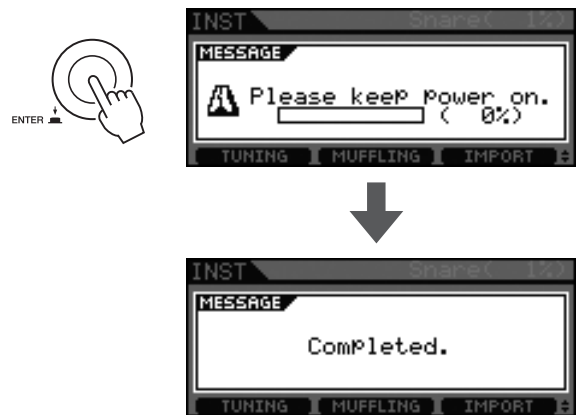 INST Snare( 1%)
MESSAGE
Please keep power on.
( 0%)
TUNING MUFFLING IMPORT
ENTER
INST Snare( 1%)
MESSAGE
Completed.
TUNING MUFFLING IMPORT